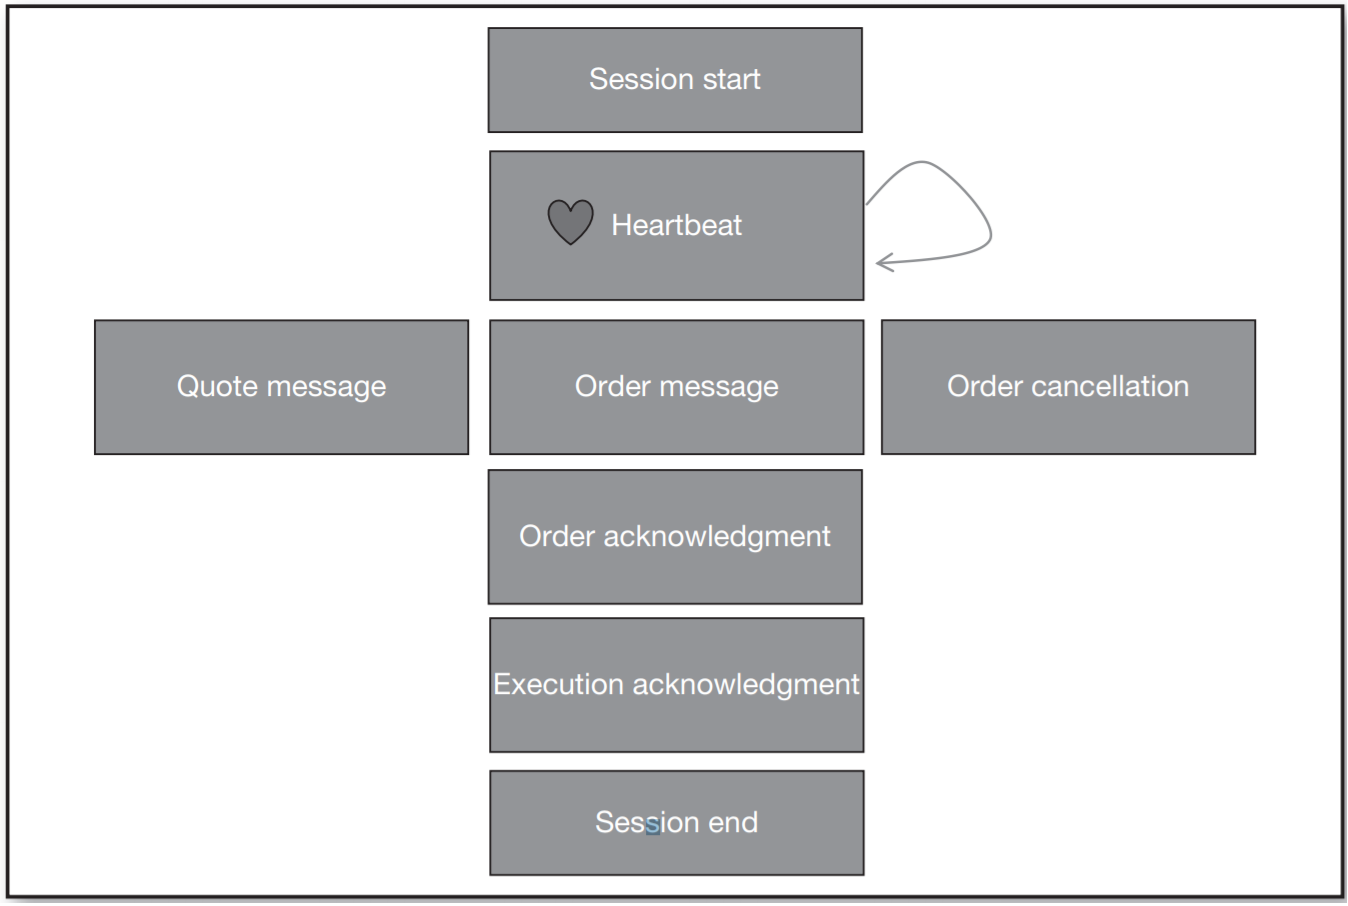 Session start
Heartbeat
Quote message
Order message
Order cancellation
Order acknowledgment
Execution acknowledgment
Session end